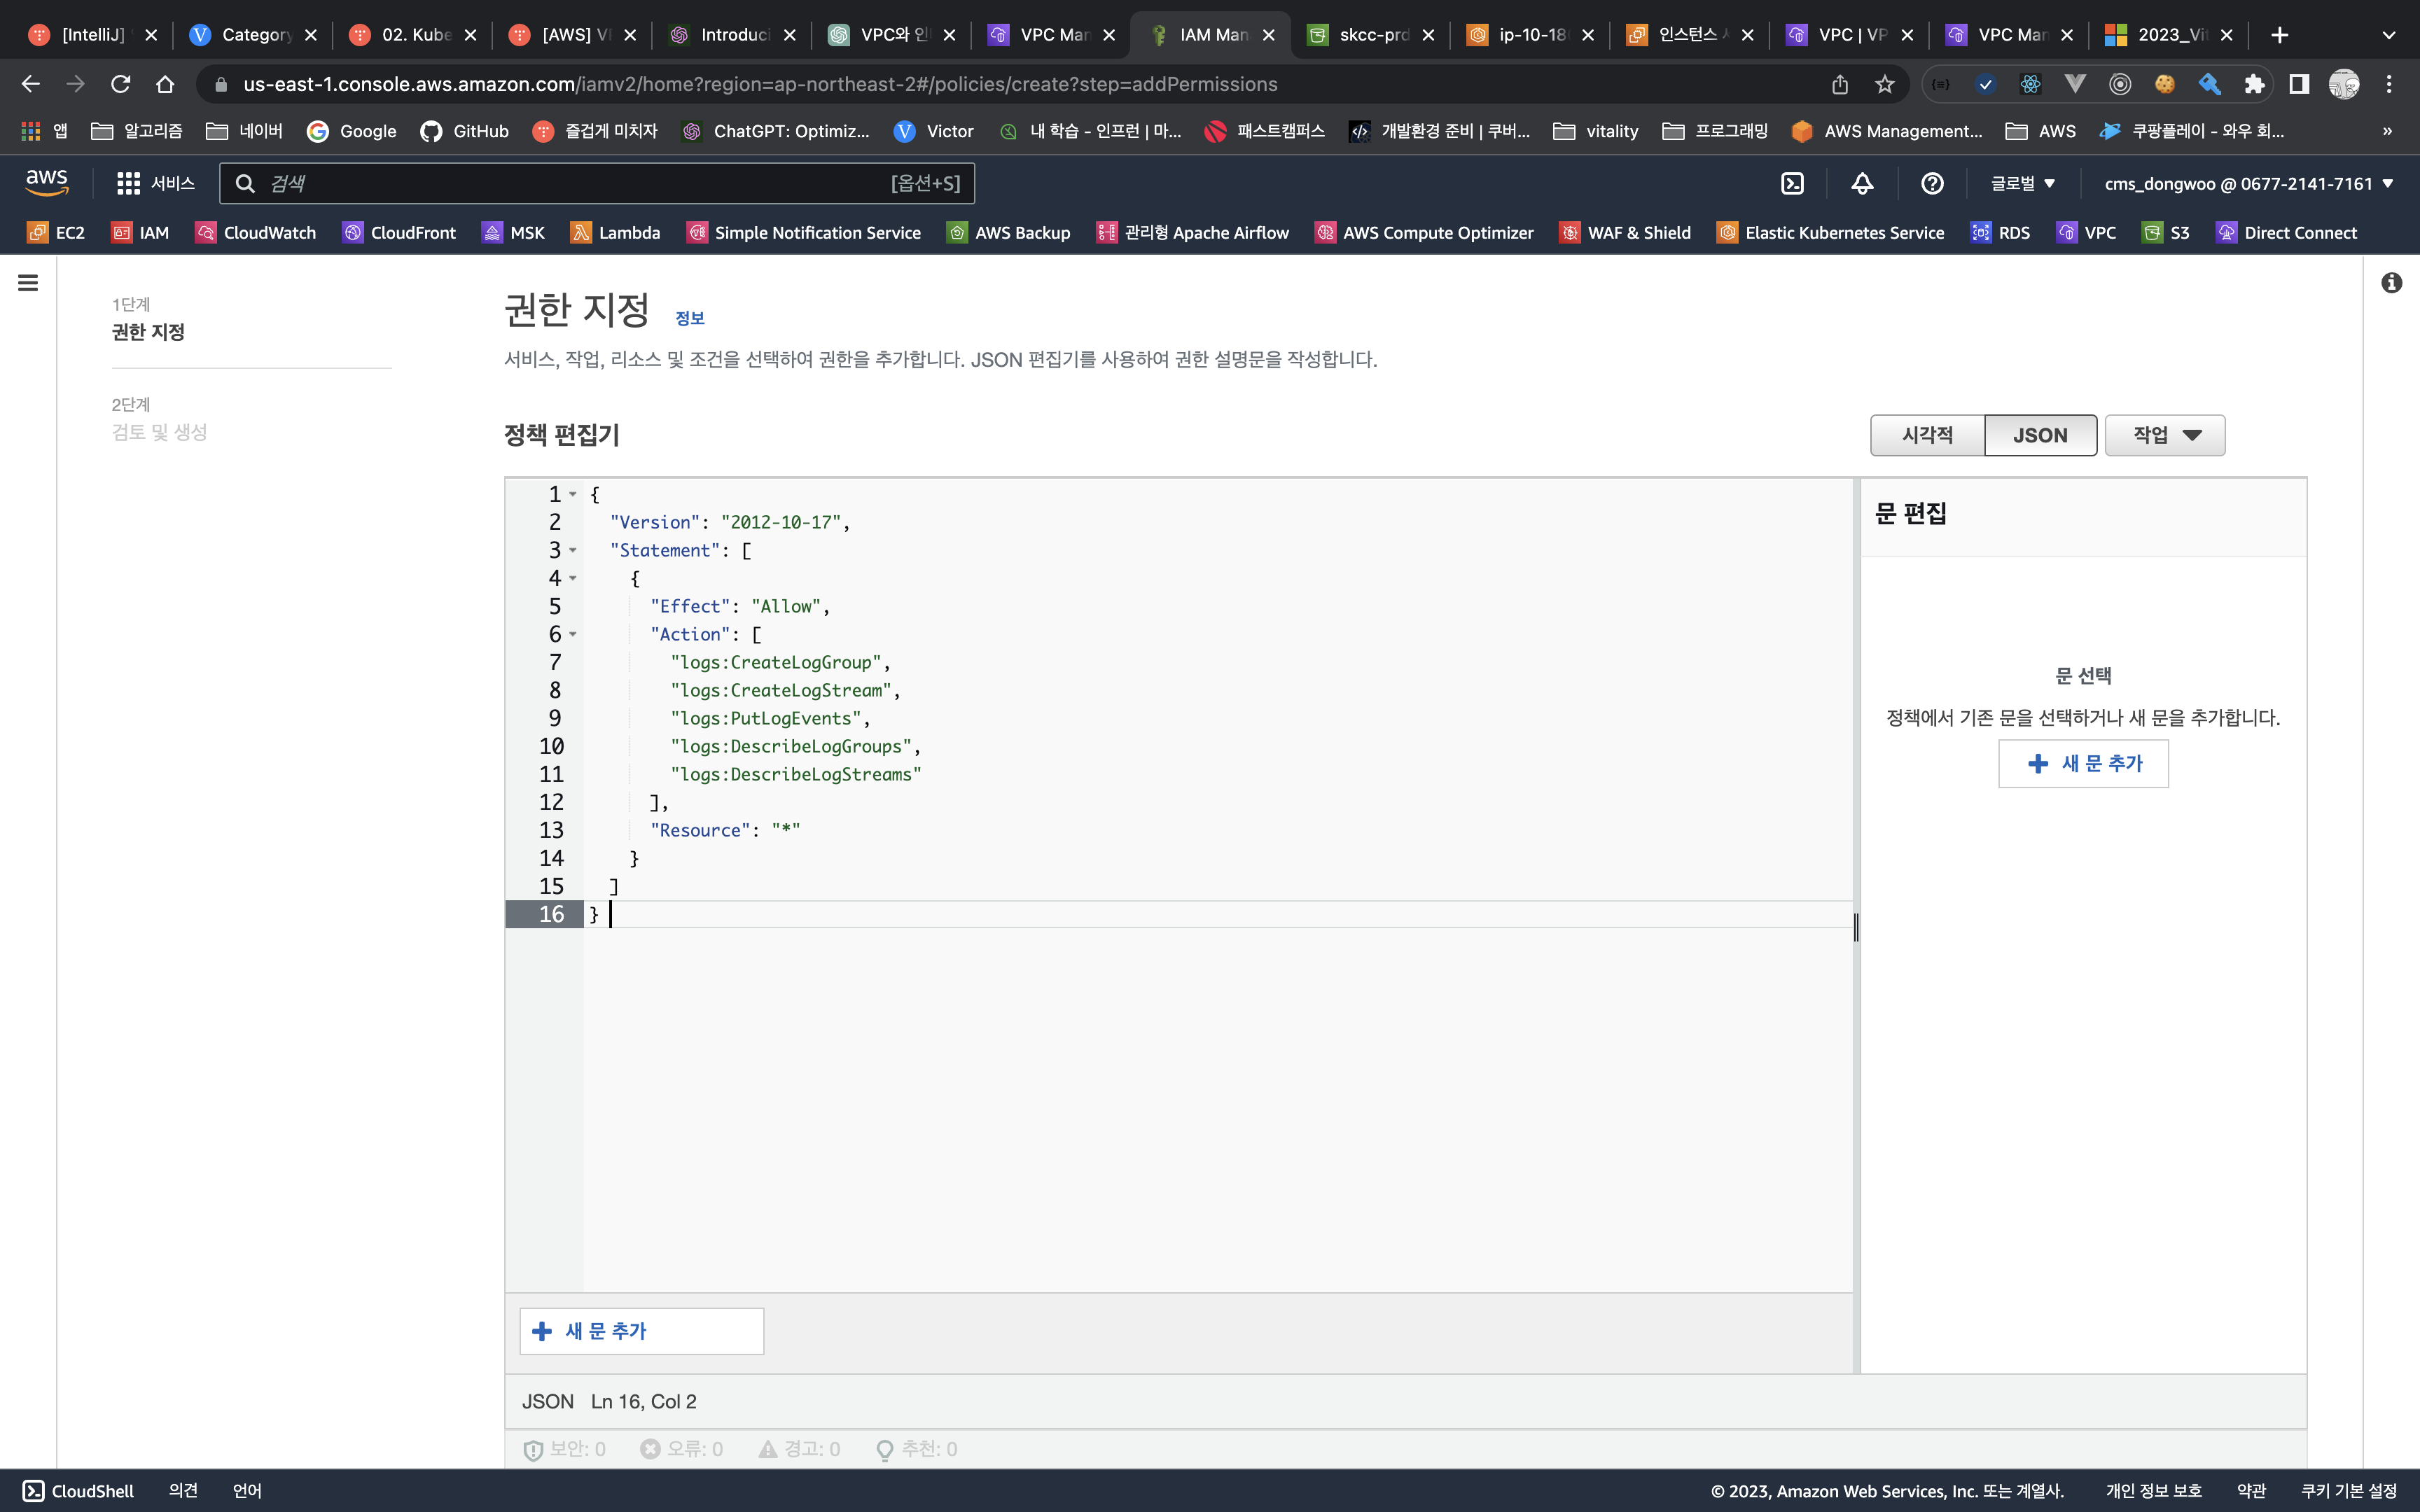 [IntelliJ]
Category
02. Kube
[AWS] VI
Introduci
VPC와 인
VPC Man
IAM Man
skcc-prd
ip-10-18
인스턴스
VPC | VP
VPC Man
2023_Vit
us-east-1.console.aws.amazon.com/iamv2/home?region=ap-northeast-2#/policies/create?step=addPermissions
앱 알고리즘 네이버 Google GitHub 즐겁게 미치자 ChatGPT: Optimiz... Victor 내 학습 - 인프런 | 마... 패스트캠퍼스 개발환경 준비 | 쿠버... vitality 프로그래밍 AWS Management... AWS 쿠팡플레이 - 와우 회... »
aws 서비스 검색 [옵션+S] 글로벌 cms_dongwoo @ 0677-2141-7161
EC2 IAM CloudWatch CloudFront MSK Lambda Simple Notification Service AWS Backup 관리형 Apache Airflow AWS Compute Optimizer WAF & Shield Elastic Kubernetes Service RDS VPC S3 Direct Connect
1단계
권한 지정
2단계
검토 및 생성
권한 지정 정보
서비스, 작업, 리소스 및 조건을 선택하여 권한을 추가합니다. JSON 편집기를 사용하여 권한 설명문을 작성합니다.
정책 편집기 시각적 JSON 작업
1 {
2 "Version": "2012-10-17",
3 "Statement": [
4 {
5 "Effect": "Allow",
6 "Action": [
7 "logs:CreateLogGroup",
8 "logs:CreateLogStream",
9 "logs:PutLogEvents",
10 "logs:DescribeLogGroups",
11 "logs:DescribeLogStreams"
12 ],
13 "Resource": "*"
14 }
15 ]
16 }
문 편집
문 선택
정책에서 기존 문을 선택하거나 새 문을 추가합니다.
새 문 추가
새 문 추가
JSON Ln 16, Col 2
보안: 0 오류: 0 경고: 0 추천: 0
CloudShell 의견 언어 © 2023, Amazon Web Services, Inc. 또는 계열사. 개인 정보 보호 약관 쿠키 기본 설정